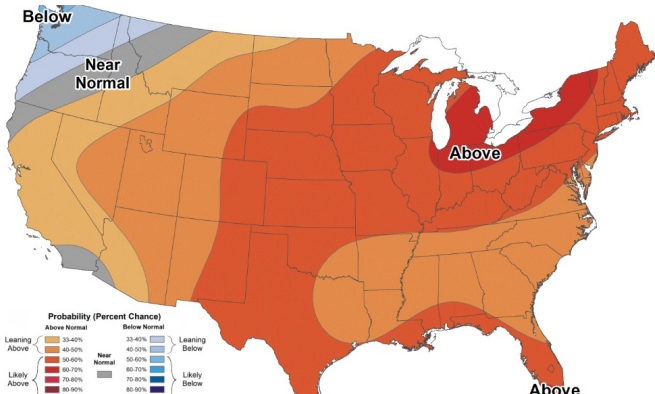 Below
Near
Normal
Above
Above
Probability (Percent Chance)
Above Normal
Below Normal
Leaning
Above
33-40%
40-50%
Likely
Above
50-60%
60-70%
70-80%
80-90%
Near
Normal
33-40%
40-50%
Leaning
Below
50-60%
60-70%
70-80%
80-90%
Likely
Below